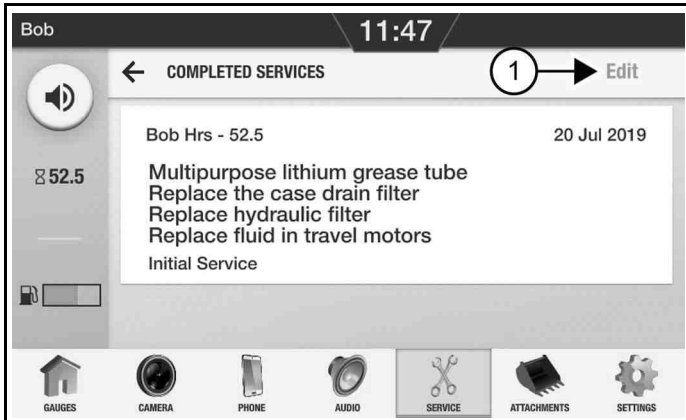 Bob
11:47
COMPLETED SERVICES
1
Edit
Bob Hrs - 52.5
20 Jul 2019
52.5
Multipurpose lithium grease tube
Replace the case drain filter
Replace hydraulic filter
Replace fluid in travel motors
Initial Service
GAUGES
CAMERA
PHONE
AUDIO
SERVICE
ATTACHMENTS
SETTINGS